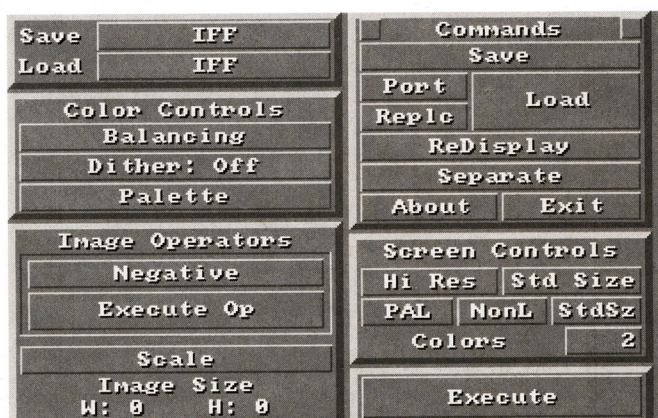 Save IFF
Load IFF
Color Controls
Balancing
Dither: Off
Palette
Image Operators
Negative
Execute Op
Scale
Image Size
W: 0 H: 0
Commands
Save
Port
Load
Replc
ReDisplay
Separate
About Exit
Screen Controls
Hi Res Std Size
PAL NonL StdSz
Colors 2
Execute